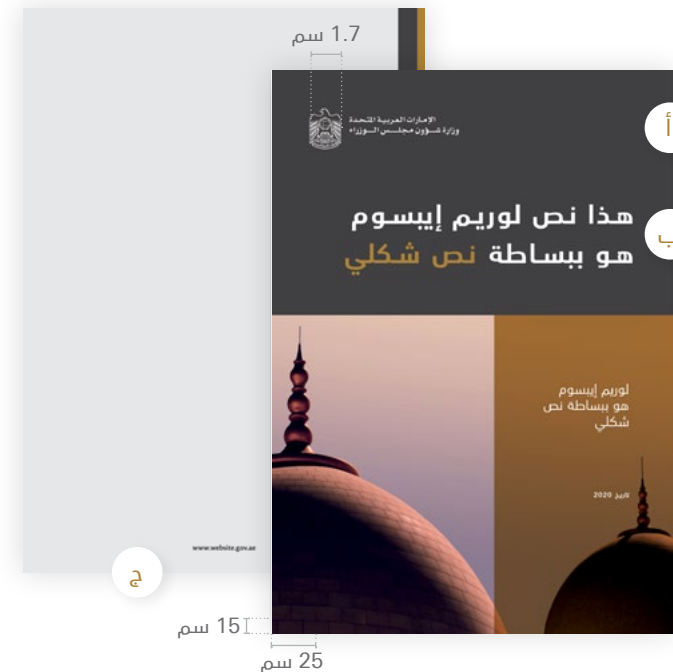 1.7 سم
الإمارات العربية المتحدة
وزارة شؤون مجلس الوزراء
أ
هذا نص لوريم إيبسوم
هو ببساطة نص شكلي
ب
لوريم إيبسوم
هو ببساطة نص
شكلي
تاريخ 2020
www.website.gov.ae
ج
15 سم
25 سم